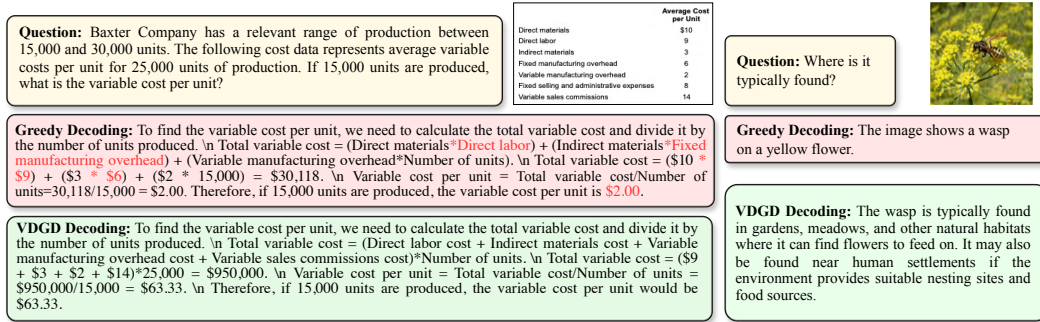 Question: Baxter Company has a relevant range of production between
15,000 and 30,000 units. The following cost data represents average variable
costs per unit for 25,000 units of production. If 15,000 units are produced,
what is the variable cost per unit?
Average Cost
per Unit
Direct materials $10
Direct labor 9
Indirect materials 3
Fixed manufacturing overhead 6
Variable manufacturing overhead 2
Fixed selling and administrative expenses 8
Variable sales commissions 14
Greedy Decoding: To find the variable cost per unit, we need to calculate the total variable cost and divide it by
the number of units produced. \n Total variable cost = (Direct materials*Direct labor) + (Indirect materials*Fixed
manufacturing overhead) + (Variable manufacturing overhead*Number of units). \n Total variable cost = ($10 *
$9) + ($3 * $6) + ($2 * 15,000) = $30,118. \n Variable cost per unit = Total variable cost/Number of
units=30,118/15,000 = $2.00. Therefore, if 15,000 units are produced, the variable cost per unit is $2.00.
VDGD Decoding: To find the variable cost per unit, we need to calculate the total variable cost and divide it by
the number of units produced. \n Total variable cost = (Direct labor cost + Indirect materials cost + Variable
manufacturing overhead cost + Variable sales commissions cost)*Number of units. \n Total variable cost = ($9
+ $3 + $2 + $14)*25,000 = $950,000. \n Variable cost per unit = Total variable cost/Number of units =
$950,000/15,000 = $63.33. \n Therefore, if 15,000 units are produced, the variable cost per unit would be
$63.33.
Question: Where is it
typically found?
Greedy Decoding: The image shows a wasp
on a yellow flower.
VDGD Decoding: The wasp is typically found
in gardens, meadows, and other natural habitats
where it can find flowers to feed on. It may also
be found near human settlements if the
environment provides suitable nesting sites and
food sources.